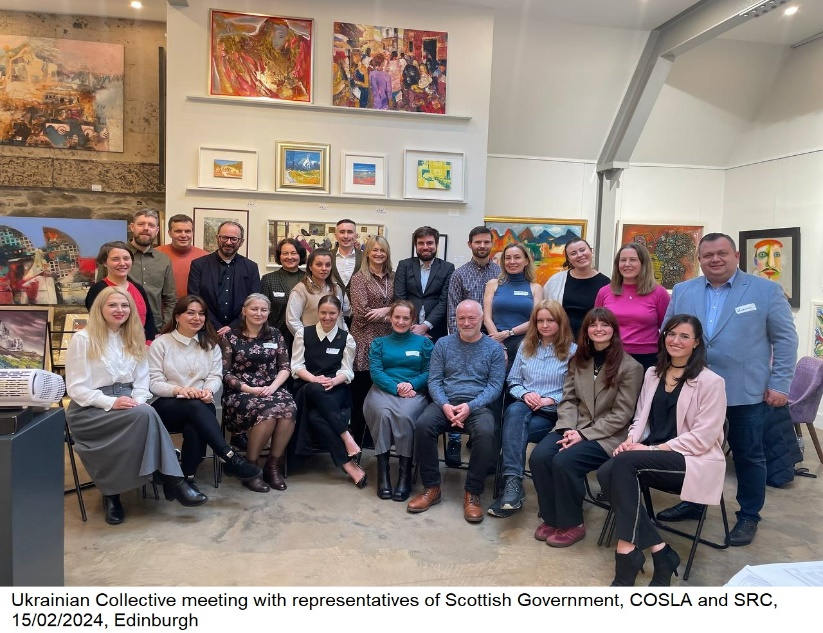 Ukrainian Collective meeting with representatives of Scottish Government, COSLA and SRC,
15/02/2024, Edinburgh